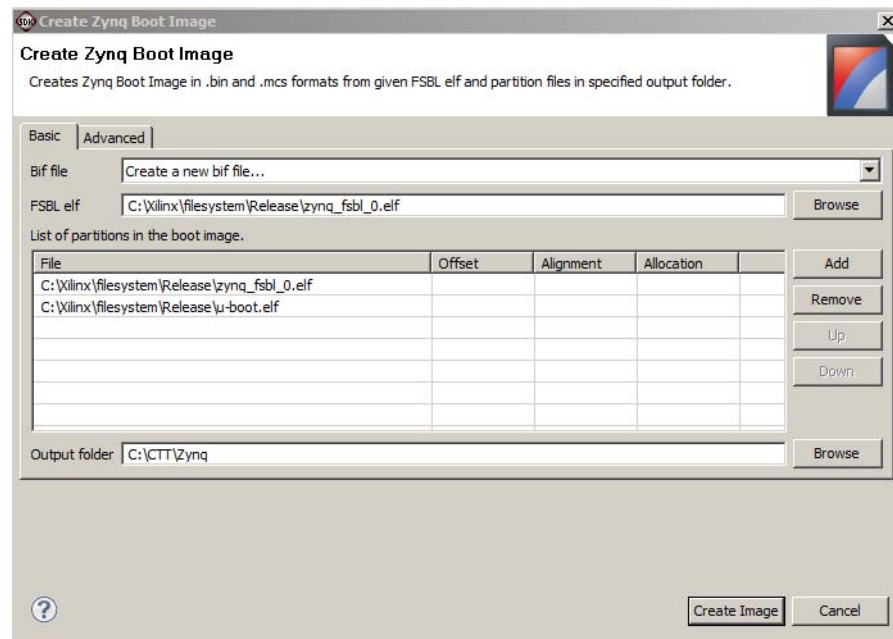 SDK Create Zynq Boot Image
Create Zynq Boot Image
Creates Zynq Boot Image in .bin and .mcs formats from given FSBL elf and partition files in specified output folder.
Basic Advanced
Bif file Create a new bif file...
FSBL elf C:\Xilinx\filesystem\Release\zynq_fsbl_0.elf Browse
List of partitions in the boot image.
File Offset Alignment Allocation Add
C:\Xilinx\filesystem\Release\zynq_fsbl_0.elf
C:\Xilinx\filesystem\Release\µ-boot.elf Remove
Up
Down
Output folder C:\CTT\Zynq Browse
? Create Image Cancel